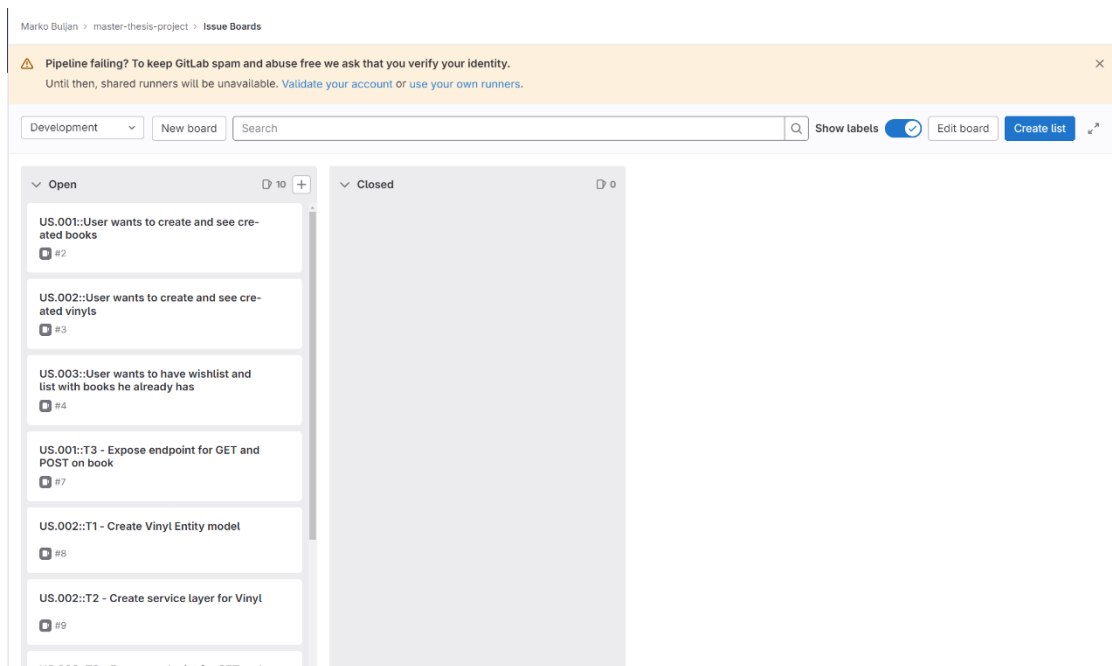 Marko Buljan > master-thesis-project > Issue Boards
Pipeline failing? To keep GitLab spam and abuse free we ask that you verify your identity.
Until then, shared runners will be unavailable. Validate your account or use your own runners.
Development New board Search Show labels Edit board Create list
Open 10 Closed 0
US.001::User wants to create and see cre-
ated books
#2
US.002::User wants to create and see cre-
ated vinyls
#3
US.003::User wants to have wishlist and
list with books he already has
#4
US.001::T3 - Expose endpoint for GET and
POST on book
#7
US.002::T1 - Create Vinyl Entity model
#8
US.002::T2 - Create service layer for Vinyl
#9